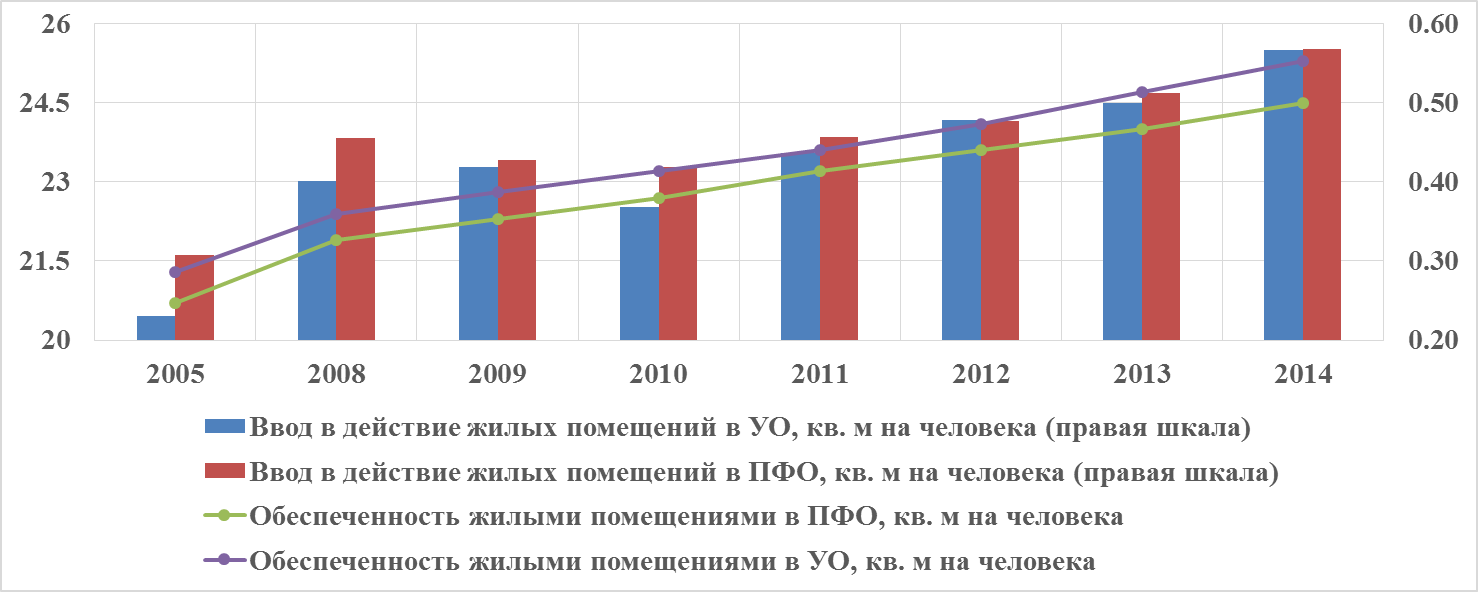 26 0.60
24.5 0.50
23 0.40
21.5 0.30
20 0.20
2005 2008 2009 2010 2011 2012 2013 2014
Ввод в действие жилых помещений в УО, кв. м на человека (правая шкала)
Ввод в действие жилых помещений в ПФО, кв. м на человека (правая шкала)
Обеспеченность жилыми помещениями в ПФО, кв. м на человека
Обеспеченность жилыми помещениями в УО, кв. м на человека